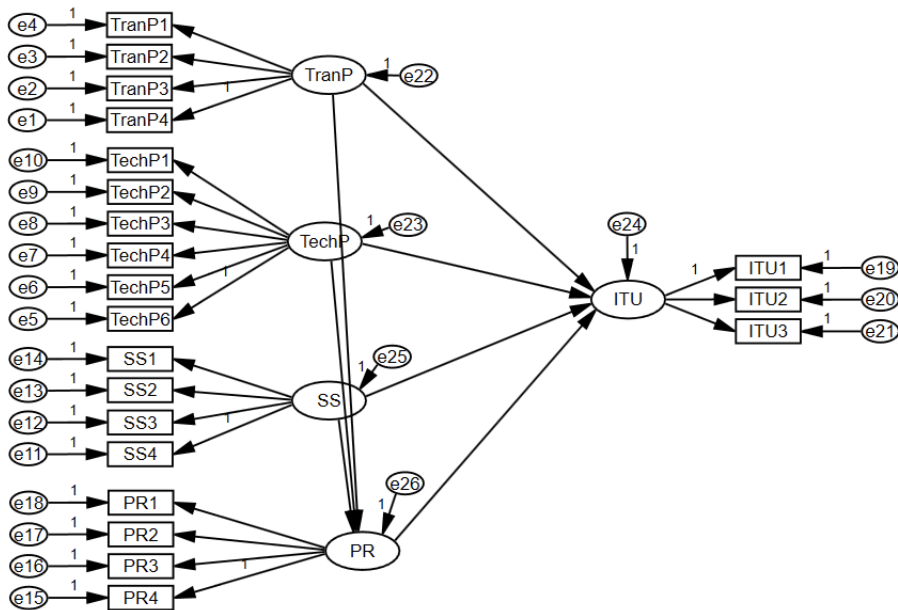 e4 1 TranP1
e3 1 TranP2
e2 1 TranP3 1
e1 1 TranP4
TranP 1 e22
e10 1 TechP1
e9 1 TechP2
e8 1 TechP3
e7 1 TechP4
e6 1 TechP5 1
e5 1 TechP6
TechP 1 e23
e14 1 SS1
e13 1 SS2
e12 1 SS3 1
e11 1 SS4
SS 1 e25
e18 1 PR1
e17 1 PR2
e16 1 PR3 1
e15 1 PR4
PR 1 e26
e24
1
ITU
1 ITU1 1 e19
ITU2 1 e20
ITU3 1 e21